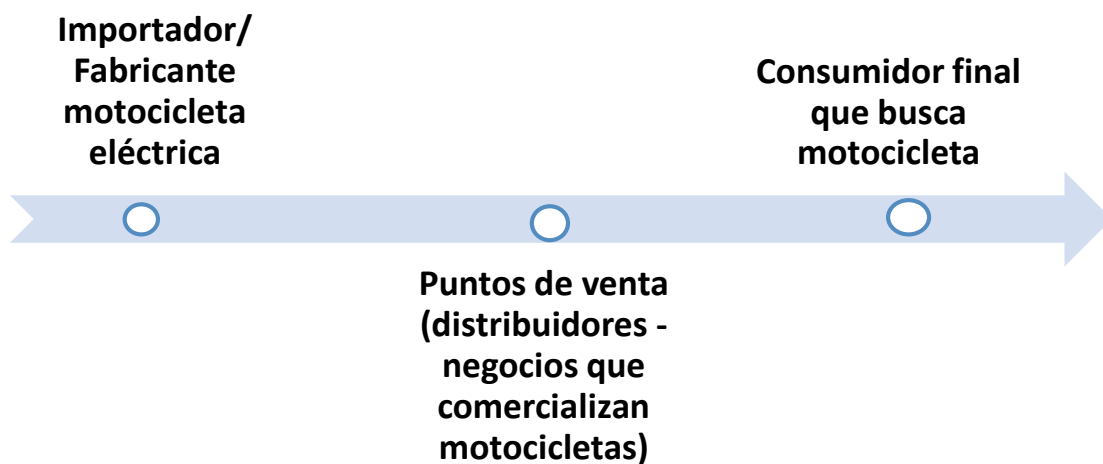 Importador/
Fabricante
motocicleta
eléctrica
Puntos de venta
(distribuidores -
negocios que
comercializan
motocicletas)
Consumidor final
que busca
motocicleta